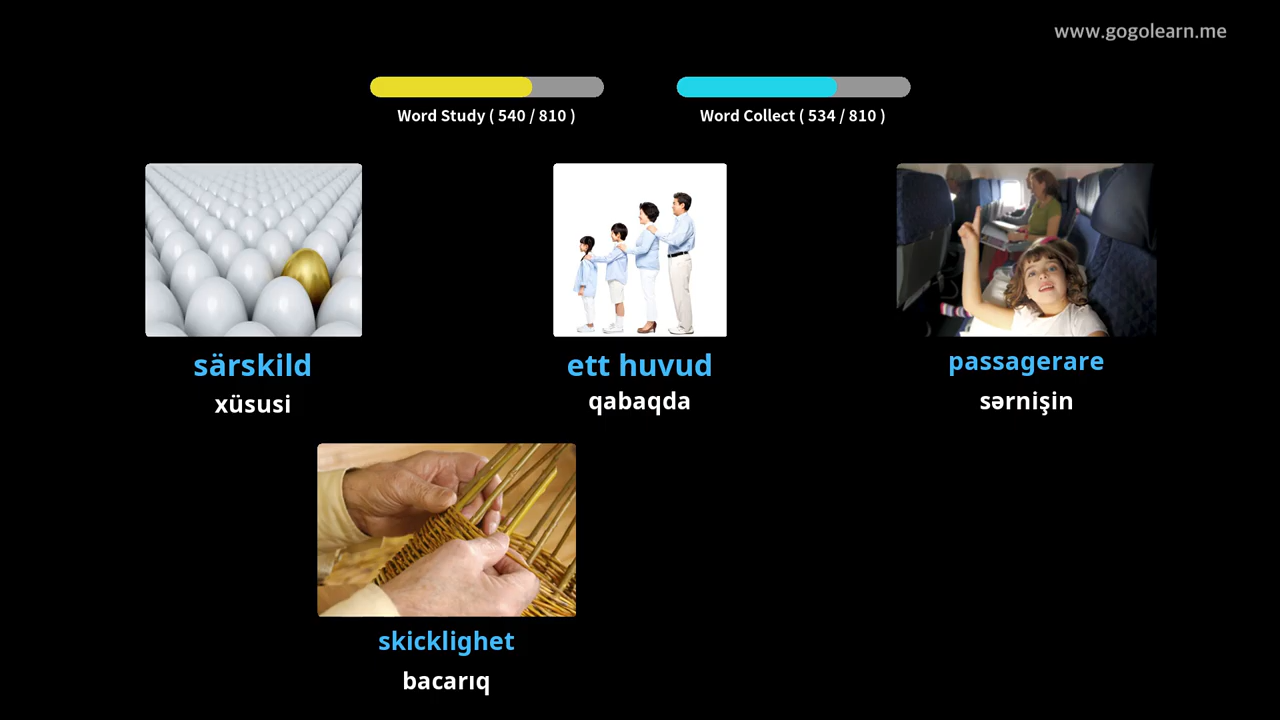 www.gogolearn.me
Word Study ( 540 / 810 )
Word Collect ( 534 / 810 )
särskild
xüsusi
ett huvud
qabaqda
passagerare
sərnişin
skicklighet
bacarıq